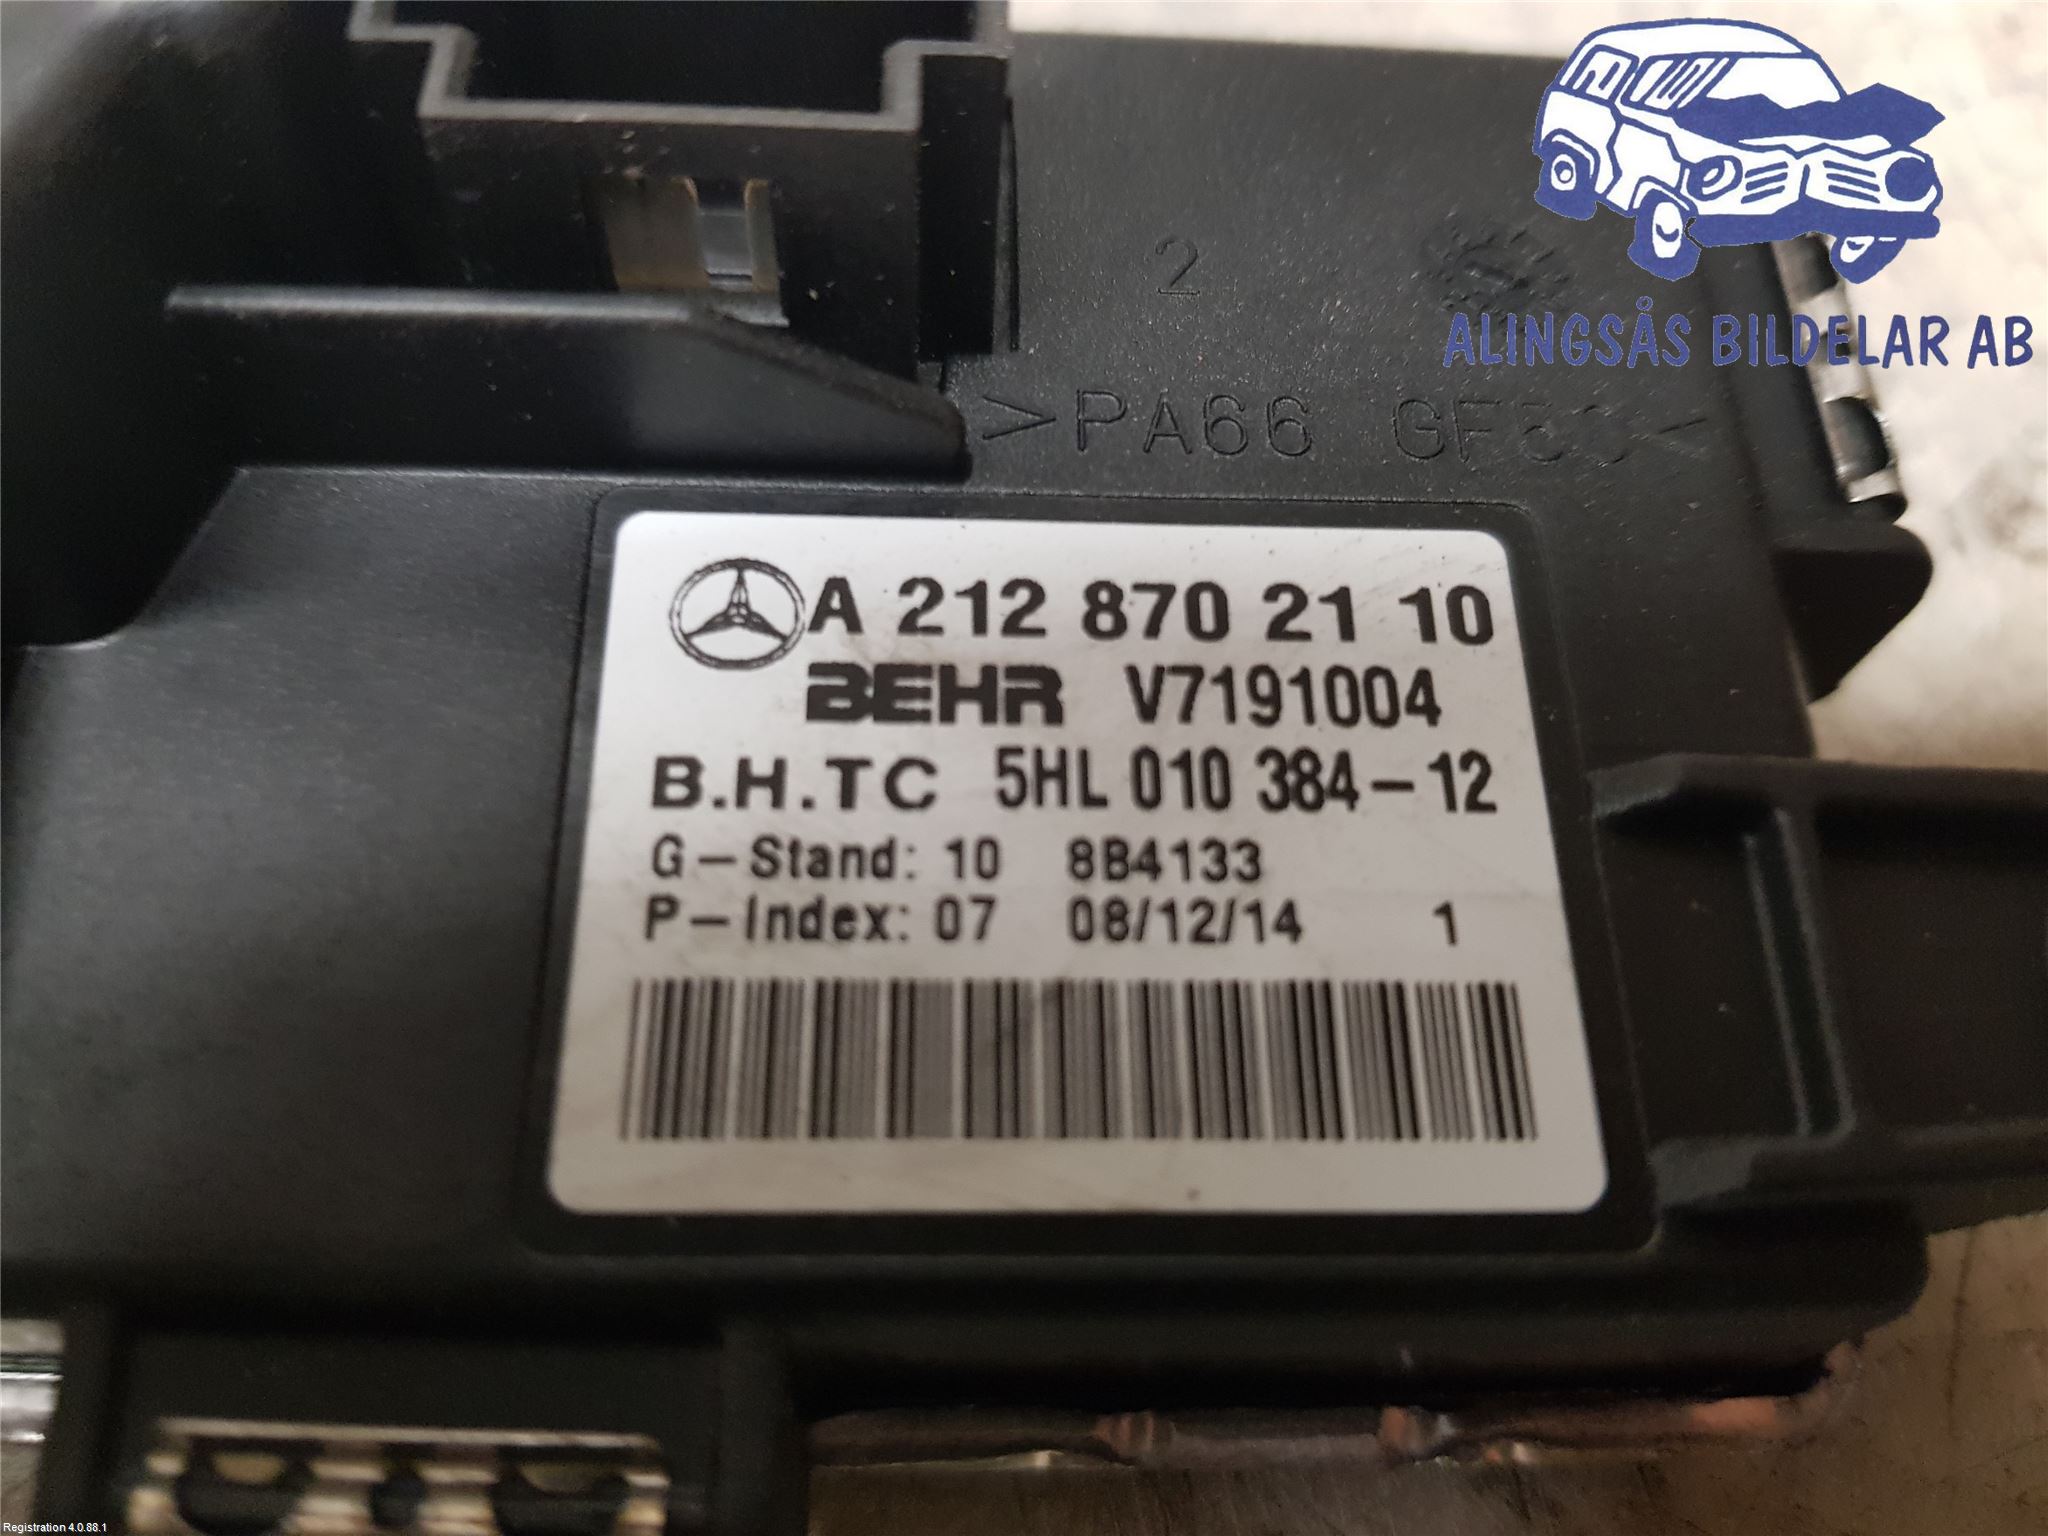 ALINGSÅS BILDELAR AB
2
>PA66 GF50<
A 212 870 21 10
BEHR V7191004
B.H.TC 5HL 010 384-12
G-Stand: 10 8B4133
P-Index: 07 08/12/14 1
Registration 4.0.88.1